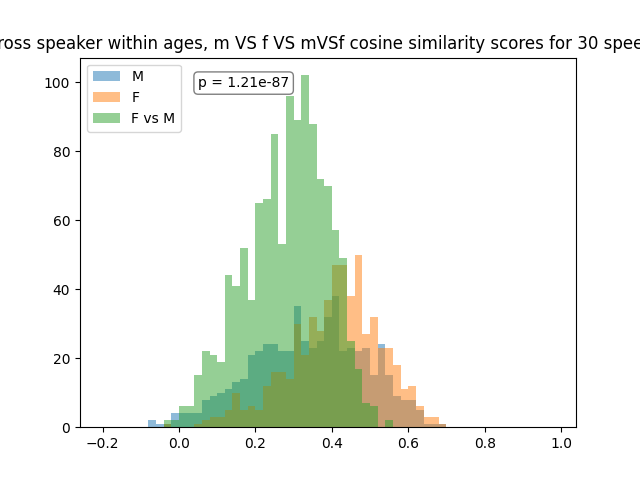 ross speaker within ages, m VS f VS mVSf cosine similarity scores for 30 spee
M
F
F vs M
p = 1.21e-87
100
80
60
40
20
0
−0.2 0.0 0.2 0.4 0.6 0.8 1.0